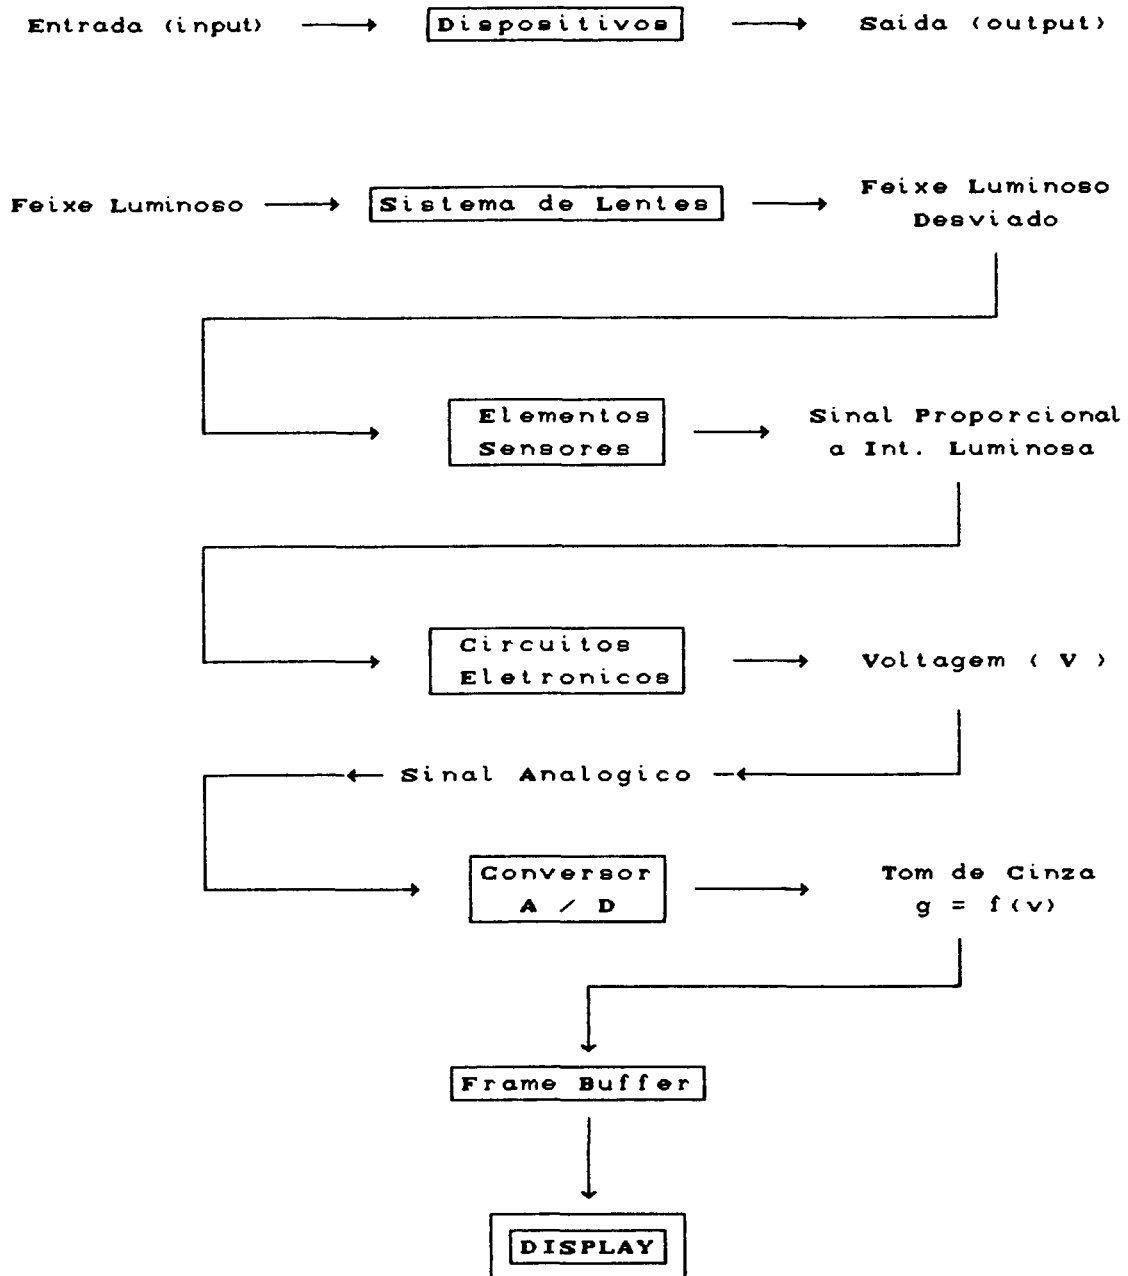 Entrada (input) Dispositivos Saida (output)
Feixe Luminoso Sistema de Lentes Feixe Luminoso
Desviado
Elementos
Sensores
Sinal Proporcional
a Int. Luminosa
Circuitos
Eletronicos
Voltagem ( V )
Sinal Analogico
Conversor
A / D
Tom de Cinza
g = f(v)
Frame Buffer
DISPLAY